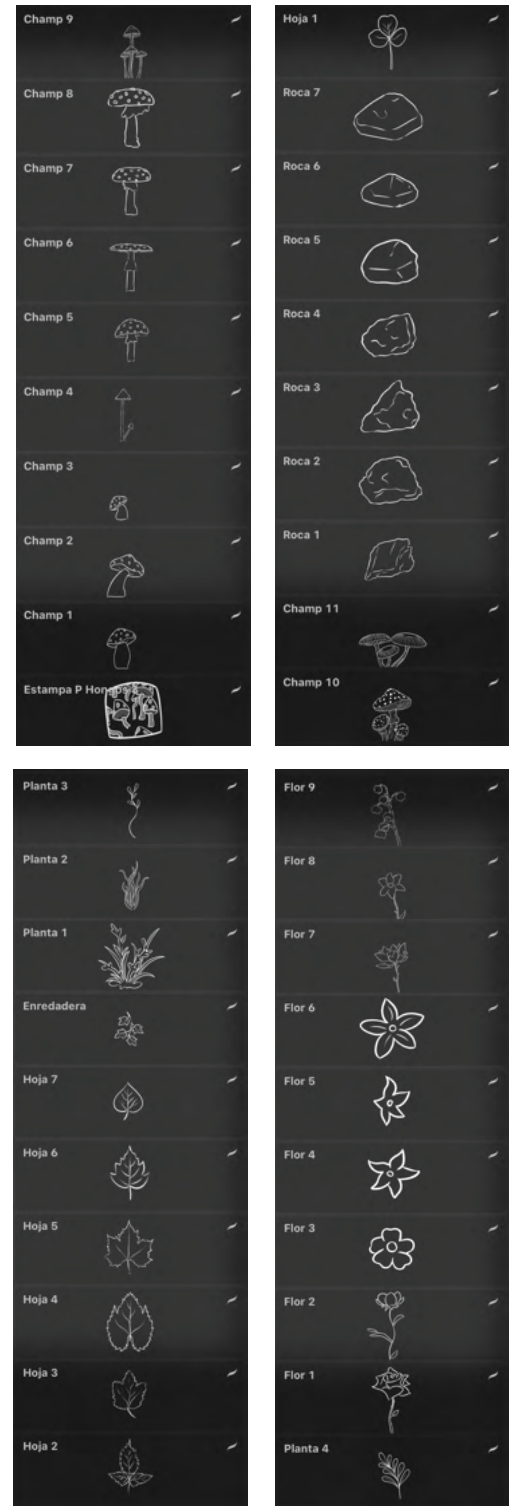 Champ 9
Champ 8
Champ 7
Champ 6
Champ 5
Champ 4
Champ 3
Champ 2
Champ 1
Estampa P Hongos
Hoja 1
Roca 7
Roca 6
Roca 5
Roca 4
Roca 3
Roca 2
Roca 1
Champ 11
Champ 10
Planta 3
Planta 2
Planta 1
Enredadera
Hoja 7
Hoja 6
Hoja 5
Hoja 4
Hoja 3
Hoja 2
Flor 9
Flor 8
Flor 7
Flor 6
Flor 5
Flor 4
Flor 3
Flor 2
Flor 1
Planta 4